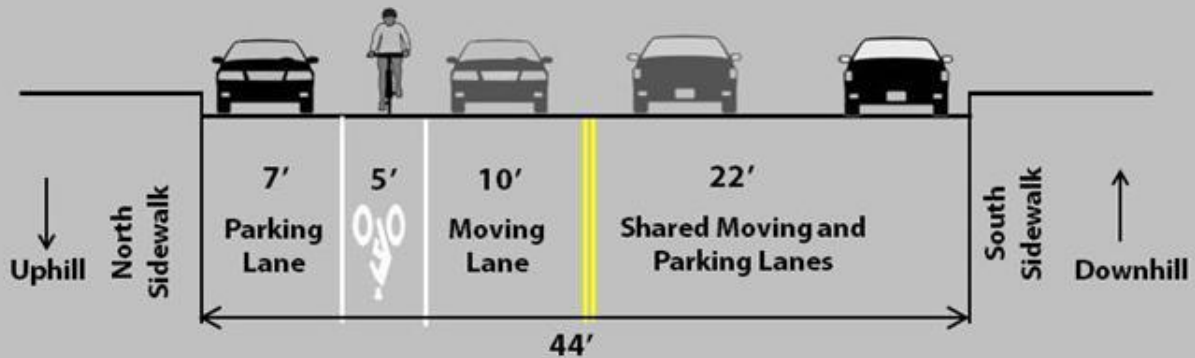 7’
5’
10’
22’
Parking
Lane
Moving
Lane
Shared Moving and
Parking Lanes
Uphill
North
Sidewalk
South
Sidewalk
Downhill
44’